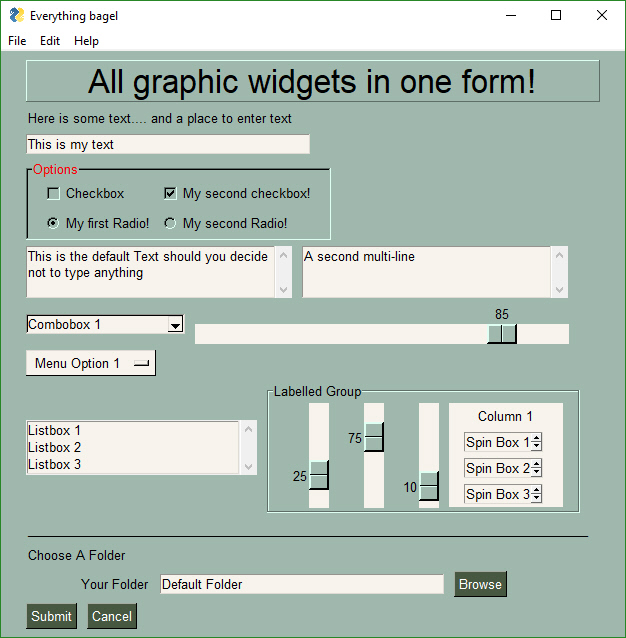 Everything bagel
File Edit Help
All graphic widgets in one form!
Here is some text.... and a place to enter text
This is my text
Options
Checkbox My second checkbox!
My first Radio! My second Radio!
This is the default Text should you decide
not to type anything
A second multi-line
85
Combobox 1
Menu Option 1
Listbox 1
Listbox 2
Listbox 3
Labelled Group
25
75
10
Column 1
Spin Box 1
Spin Box 2
Spin Box 3
Choose A Folder
Your Folder Default Folder Browse
Submit Cancel